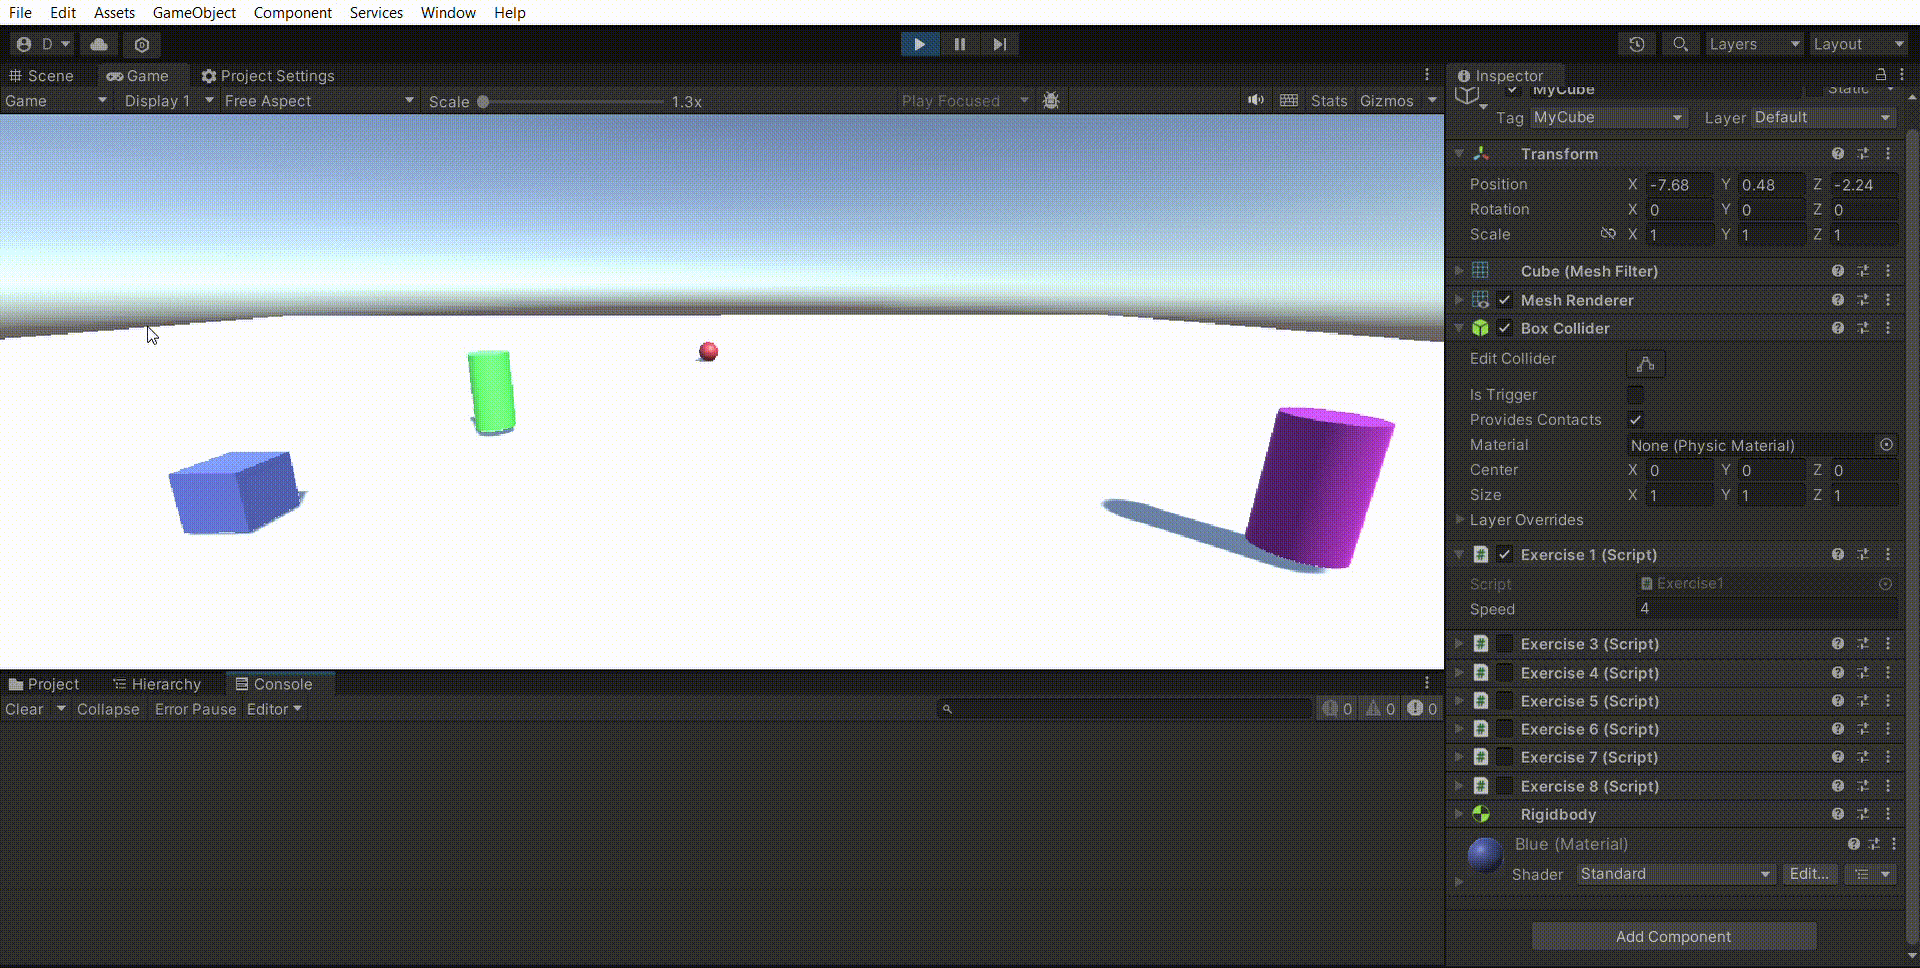 File Edit Assets GameObject Component Services Window Help
D Layers Layout
Scene Game Project Settings
Game Display 1 Free Aspect Scale 1.3x Play Focused Stats Gizmos
Inspector
MyCube Static
Tag MyCube Layer Default
Transform
Position X -7.68 Y 0.48 Z -2.24
Rotation X 0 Y 0 Z 0
Scale X 1 Y 1 Z 1
Cube (Mesh Filter)
Mesh Renderer
Box Collider
Edit Collider
Is Trigger
Provides Contacts
Material None (Physic Material)
Center X 0 Y 0 Z 0
Size X 1 Y 1 Z 1
Layer Overrides
Exercise 1 (Script)
Script Exercise1
Speed 4
Exercise 3 (Script)
Exercise 4 (Script)
Exercise 5 (Script)
Exercise 6 (Script)
Exercise 7 (Script)
Exercise 8 (Script)
Rigidbody
Blue (Material)
Shader Standard Edit...
Add Component
Project Hierarchy Console
Clear Collapse Error Pause Editor 0 0 0